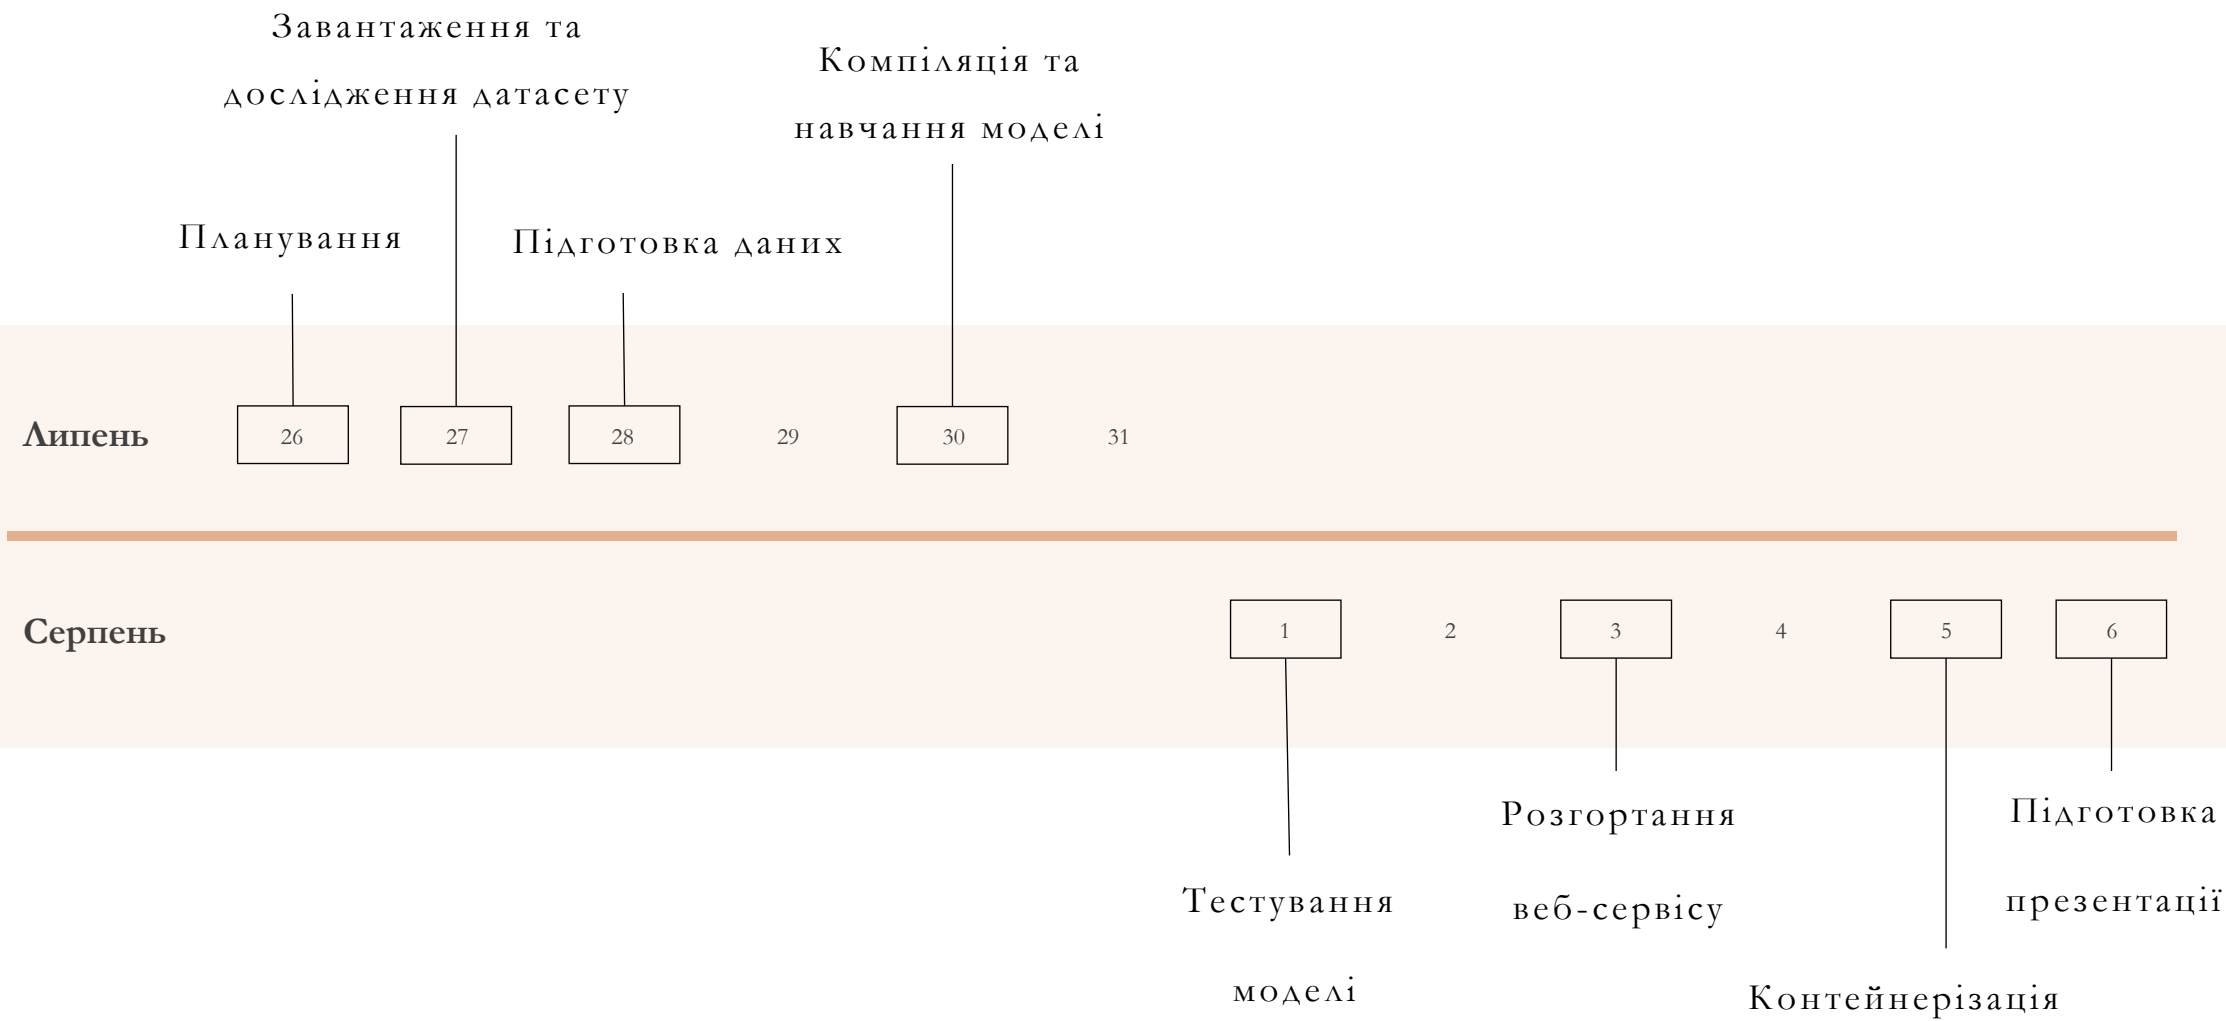 Завантаження та
дослідження датасету
Компіляція та
навчання моделі
Планування
Підготовка даних
Липень 26 27 28 29 30 31
Серпень 1 2 3 4 5 6
Розгортання
веб-сервісу
Підготовка
презентації
Тестування
моделі
Контейнерізація